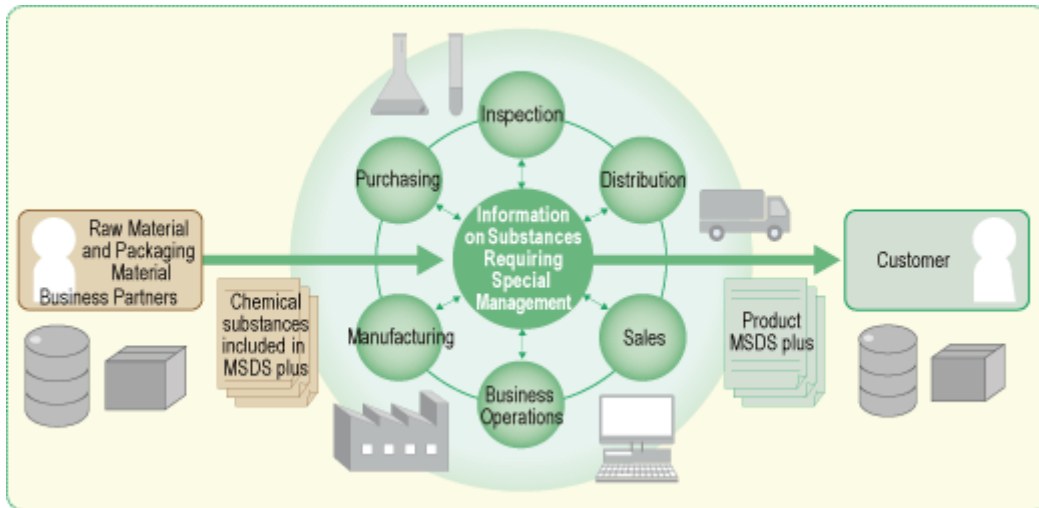 Inspection
Purchasing
Distribution
Raw Material
and Packaging
Material
Business Partners
Information
on Substances
Requiring
Special
Management
Customer
Chemical
substances
included in
MSDS plus
Manufacturing
Sales
Product
MSDS plus
Business
Operations